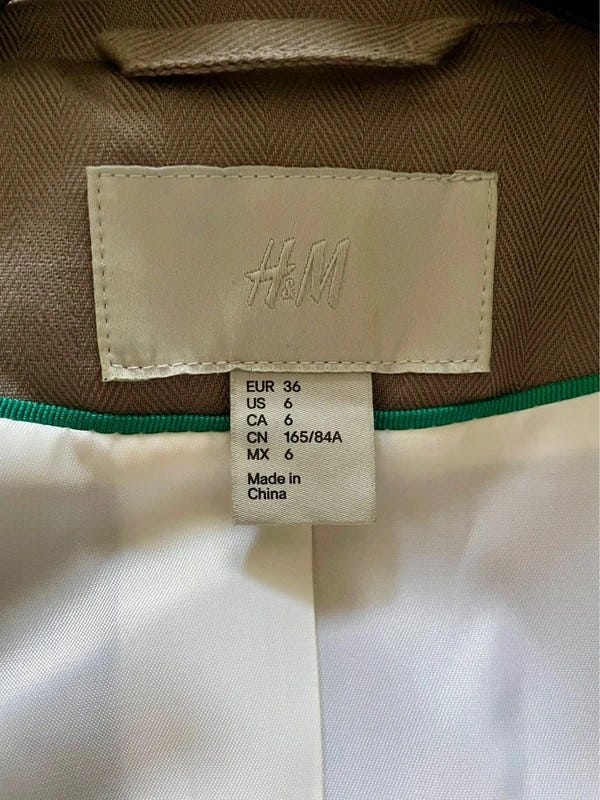 H&M
EUR 36
US 6
CA 6
CN 165/84A
MX 6
Made in
China